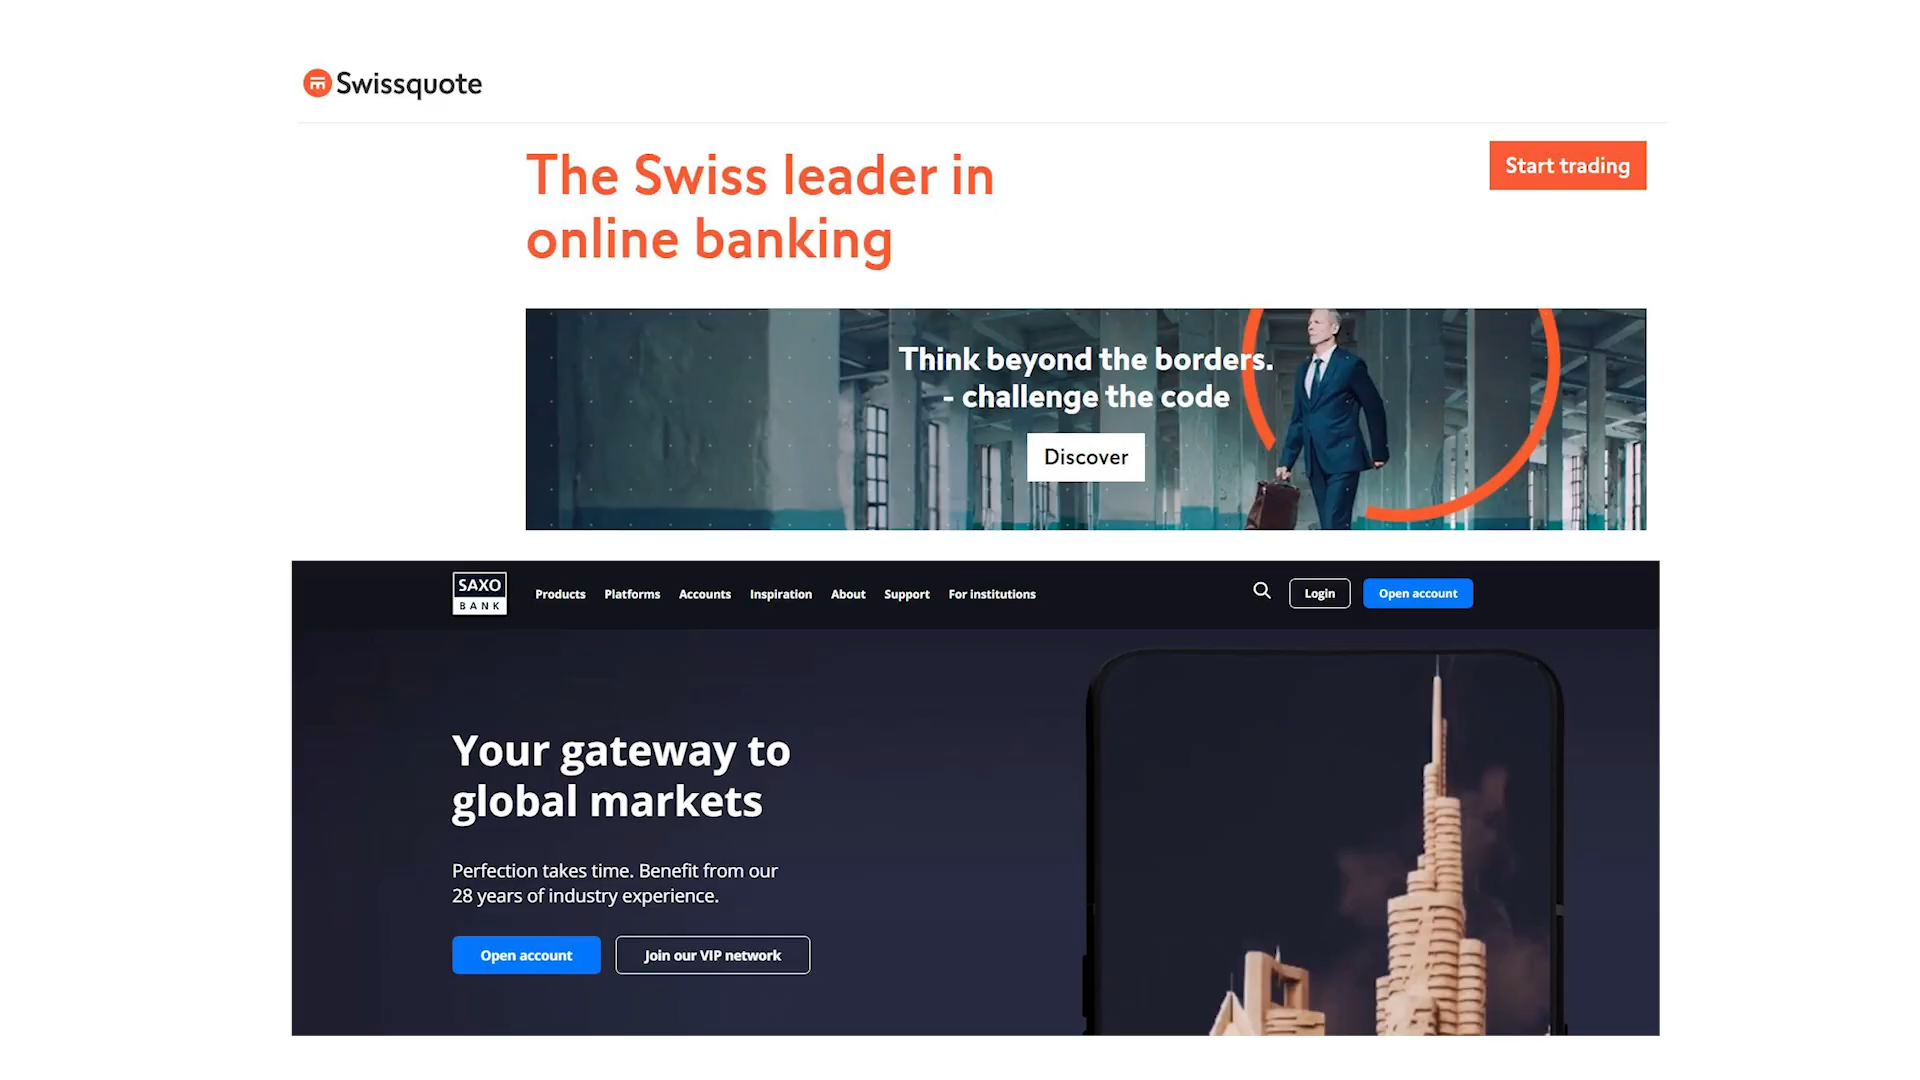 Swissquote
The Swiss leader in
online banking
Start trading
Think beyond the borders.
- challenge the code
Discover
SAXO
BANK
Products Platforms Accounts Inspiration About Support For institutions
Login
Open account
Your gateway to
global markets
Perfection takes time. Benefit from our
28 years of industry experience.
Open account
Join our VIP network